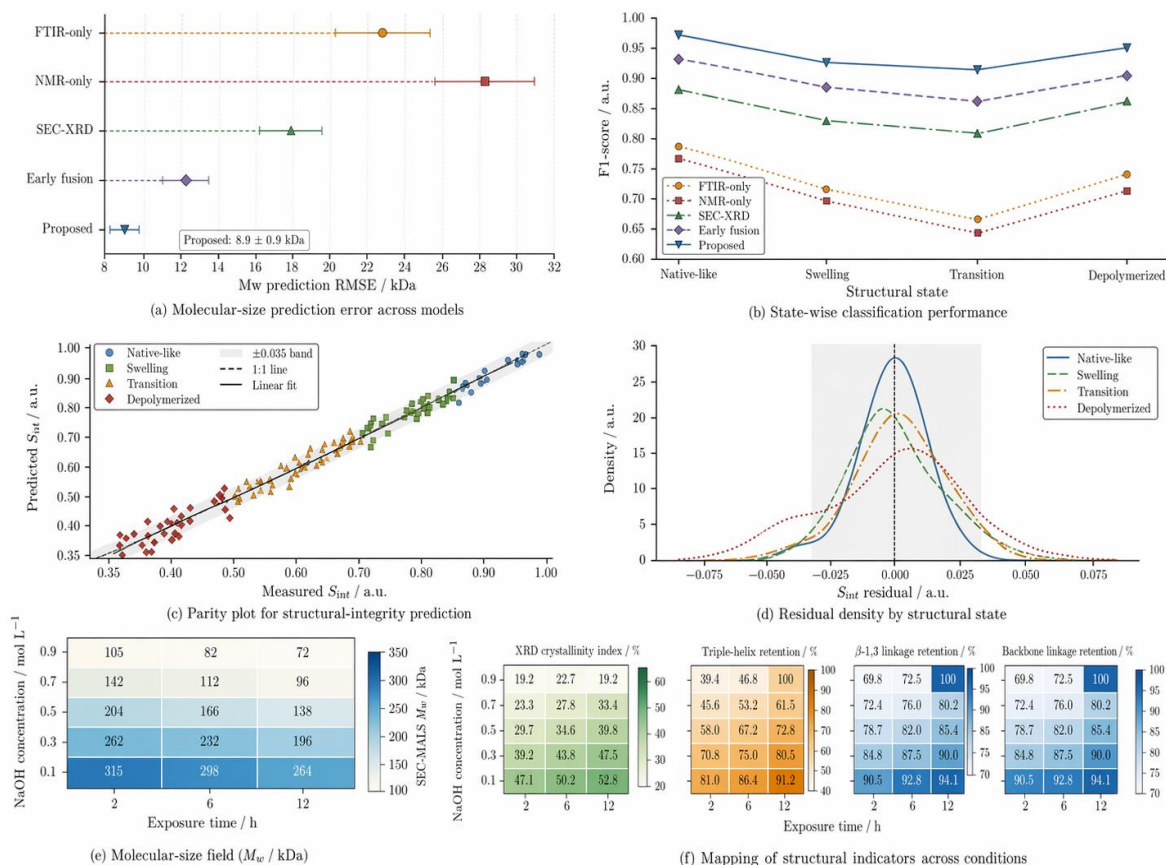 FTIR-only
NMR-only
SEC-XRD
Early fusion
Proposed
Proposed: 8.9 ± 0.9 kDa
8 10 12 14 16 18 20 22 24 26 28 30 32
Mw prediction RMSE / kDa
(a) Molecular-size prediction error across models
F1-score / a.u.
1.00
0.95
0.90
0.85
0.80
0.75
0.70
0.65
0.60
FTIR-only
NMR-only
SEC-XRD
Early fusion
Proposed
Native-like Swelling Transition Depolymerized
Structural state
(b) State-wise classification performance
Predicted S_int / a.u.
1.00
0.90
0.80
0.70
0.60
0.50
0.40
0.35
Native-like ±0.035 band
Swelling 1:1 line
Transition Linear fit
Depolymerized
0.35 0.40 0.50 0.60 0.70 0.80 0.90 1.00
Measured S_int / a.u.
(c) Parity plot for structural-integrity prediction
Density / a.u.
30
25
20
15
10
5
0
Native-like
Swelling
Transition
Depolymerized
−0.075 −0.050 −0.025 0.000 0.025 0.050 0.075
S_int residual / a.u.
(d) Residual density by structural state
NaOH concentration / mol L⁻¹
0.9 105 82 72
0.7 142 112 96
0.5 204 166 138
0.3 262 232 196
0.1 315 298 264
2 6 12
Exposure time / h
350
300
250
200
150
100
SEC-MALS M_w / kDa
(e) Molecular-size field (M_w / kDa)
NaOH concentration / mol L⁻¹
XRD crystallinity index / %
0.9 19.2 22.7 19.2
0.7 23.3 27.8 33.4
0.5 29.7 34.6 39.8
0.3 39.2 43.8 47.5
0.1 47.1 50.2 52.8
2 6 12
60
50
40
30
20
Triple-helix retention / %
39.4 46.8 100
45.6 53.2 61.5
58.0 67.2 72.8
70.8 75.0 80.5
81.0 86.4 91.2
2 6 12
100
90
80
70
60
50
40
β-1,3 linkage retention / %
69.8 72.5 100
72.4 76.0 80.2
78.7 82.0 85.4
84.8 87.5 90.0
90.5 92.8 94.1
2 6 12
100
95
90
85
80
75
70
Backbone linkage retention / %
69.8 72.5 100
72.4 76.0 80.2
78.7 82.0 85.4
84.8 87.5 90.0
90.5 92.8 94.1
2 6 12
100
95
90
85
80
75
70
Exposure time / h
(f) Mapping of structural indicators across conditions